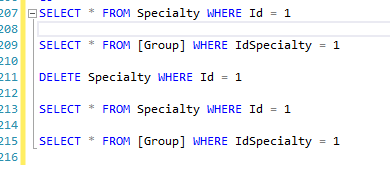 207 SELECT * FROM Specialty WHERE Id = 1
208
209 SELECT * FROM [Group] WHERE IdSpecialty = 1
210
211 DELETE Specialty WHERE Id = 1
212
213 SELECT * FROM Specialty WHERE Id = 1
214
215 SELECT * FROM [Group] WHERE IdSpecialty = 1
216